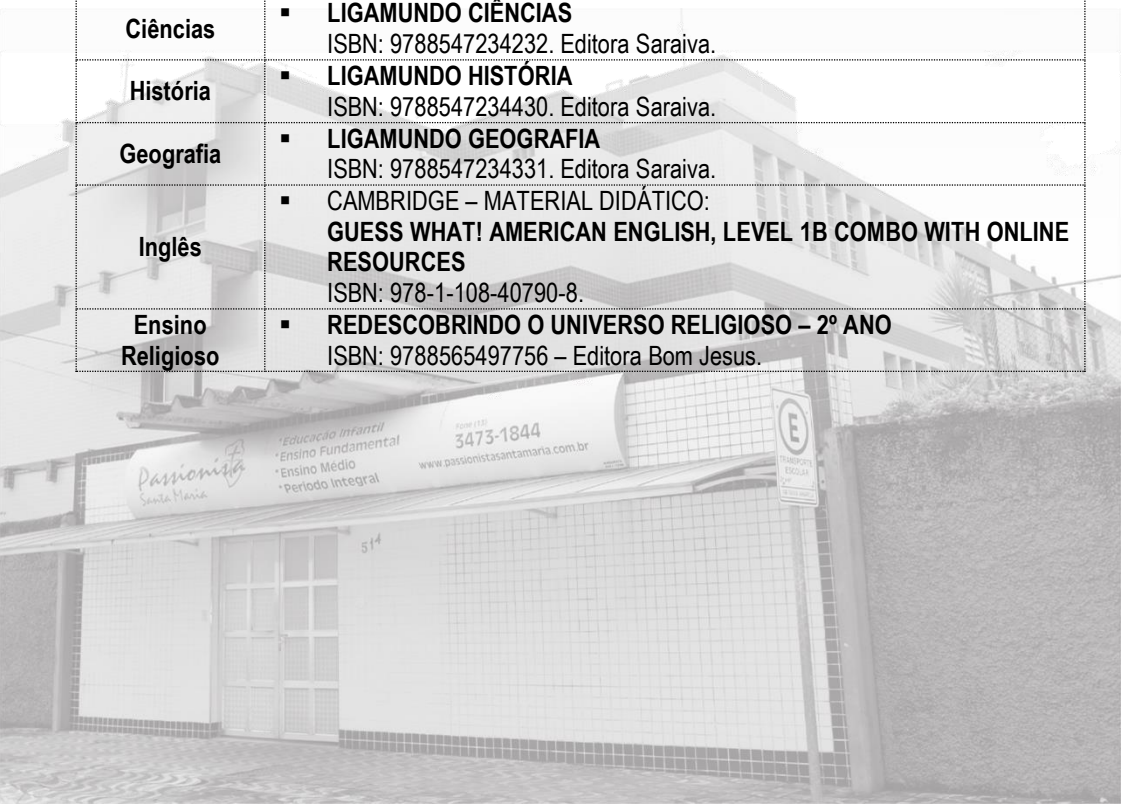 Ciências
▪ LIGAMUNDO CIÊNCIAS
ISBN: 9788547234232. Editora Saraiva.
História
▪ LIGAMUNDO HISTÓRIA
ISBN: 9788547234430. Editora Saraiva.
Geografia
▪ LIGAMUNDO GEOGRAFIA
ISBN: 9788547234331. Editora Saraiva.
Inglês
▪ CAMBRIDGE – MATERIAL DIDÁTICO:
GUESS WHAT! AMERICAN ENGLISH, LEVEL 1B COMBO WITH ONLINE
RESOURCES
ISBN: 978-1-108-40790-8.
Ensino
Religioso
▪ REDESCOBRINDO O UNIVERSO RELIGIOSO – 2º ANO
ISBN: 9788565497756 – Editora Bom Jesus.
Passionista
Santa Maria
*Educação Infantil
*Ensino Fundamental
*Ensino Médio
*Período Integral
3473-1844
www.passionistasantamaria.com.br
514
E
TRANSPORTE
ESCOLAR